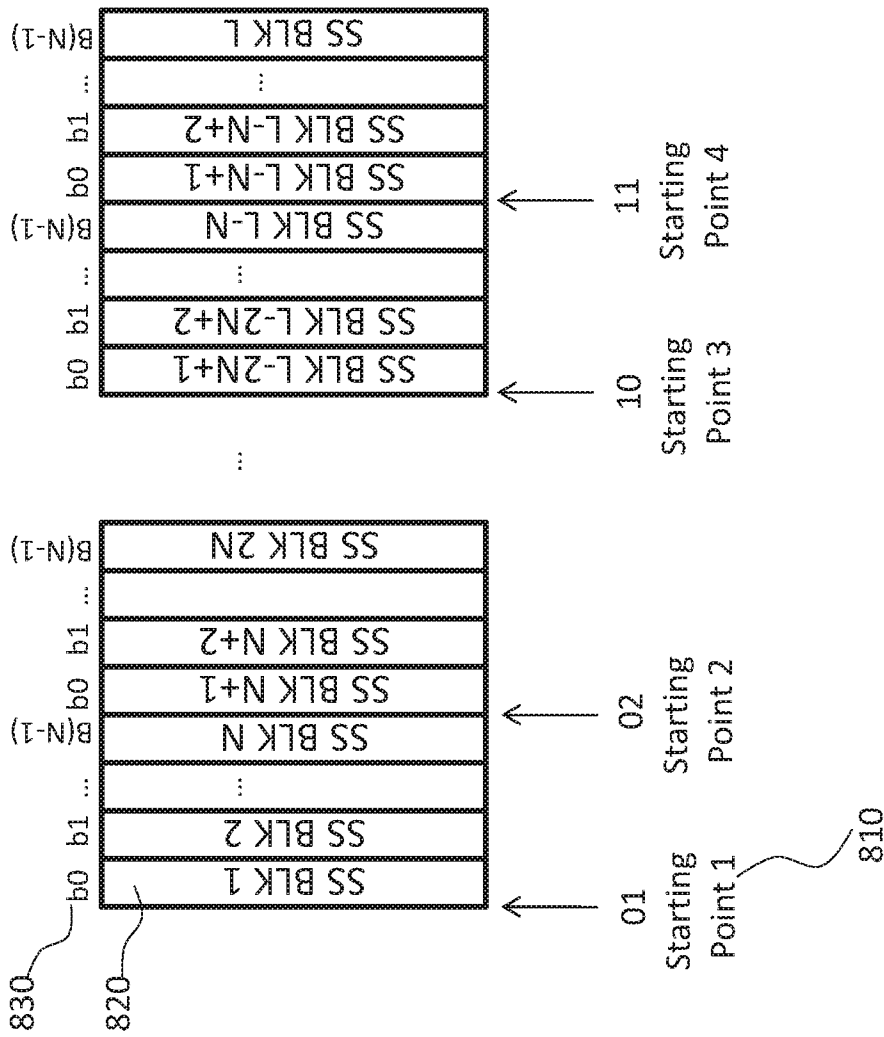 830
b0 b1 ... B(N-1) b0 b1 ... B(N-1) b0 b1 ... B(N-1) b0 b1 ... B(N-1)
820
SS BLK 1
SS BLK 2
...
SS BLK N
SS BLK N+1
SS BLK N+2
SS BLK 2N
...
SS BLK L-2N+1
SS BLK L-2N+2
...
SS BLK L-N
SS BLK L-N+1
SS BLK L-N+2
...
SS BLK L
01
Starting
Point 1
02
Starting
Point 2
10
Starting
Point 3
11
Starting
Point 4
810